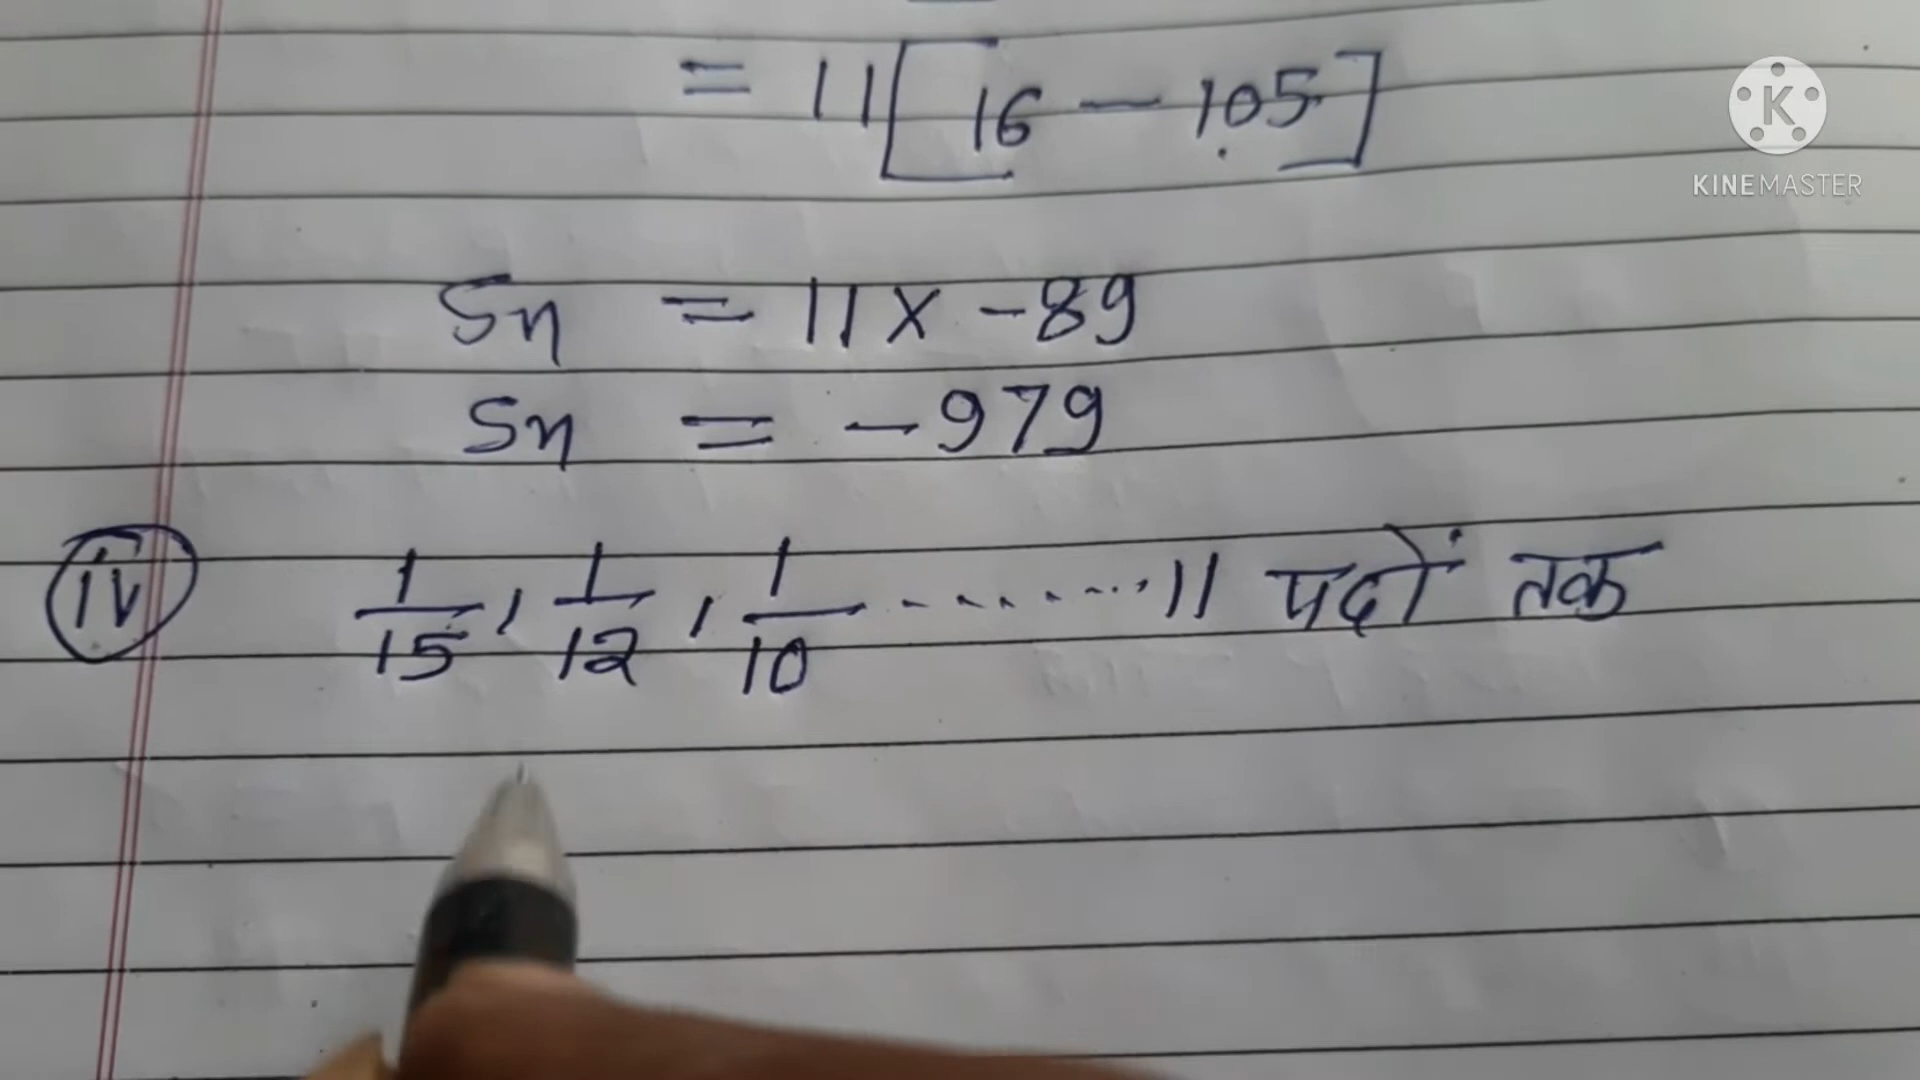 = 11[16 - 105]
KINEMASTER
Sn = 11 x -89
Sn = -979
(iv) 1/15, 1/12, 1/10 ........ 11 पदों तक